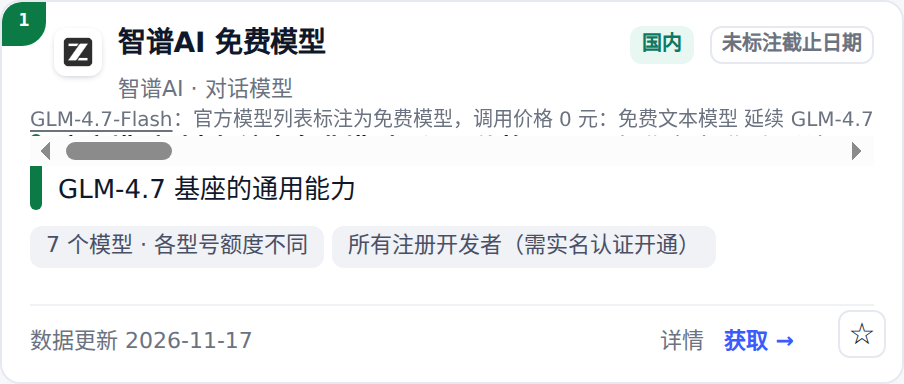 1
智谱AI 免费模型
国内
未标注截止日期
智谱AI · 对话模型
GLM-4.7-Flash：官方模型列表标注为免费模型，调用价格 0 元：免费文本模型 延续 GLM-4.7
GLM-4.7 基座的通用能力
7 个模型 · 各型号额度不同
所有注册开发者（需实名认证开通）
数据更新 2026-11-17
详情
获取 →